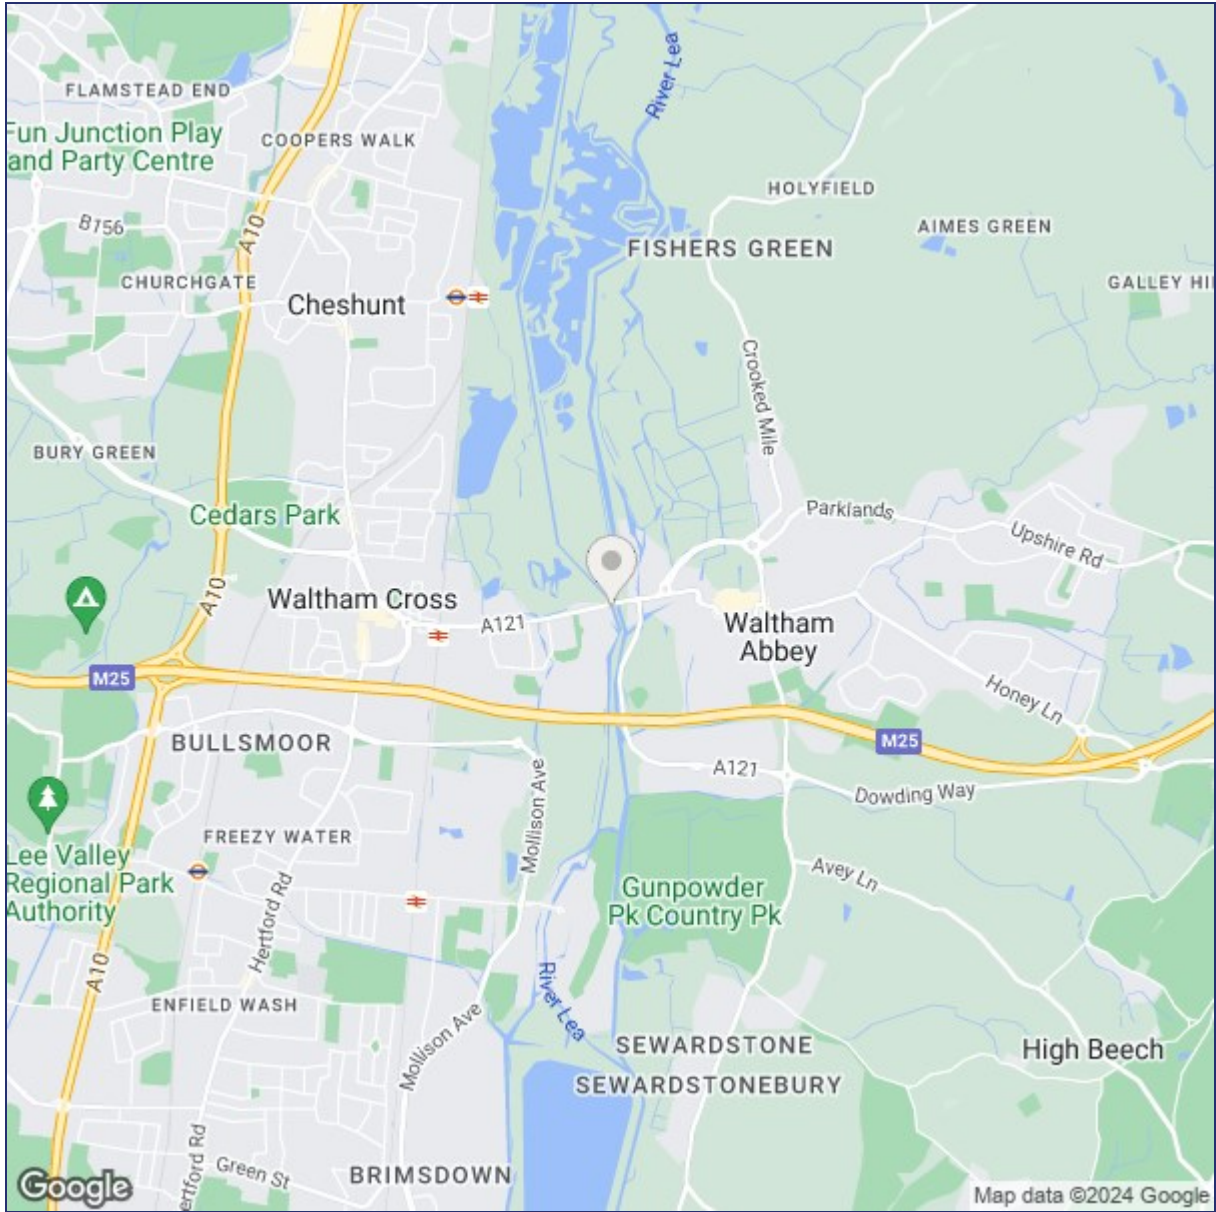 River Lea
FLAMSTEAD END
Fun Junction Play
and Party Centre
COOPERS WALK
HOLYFIELD
B156
A10
AIMES GREEN
FISHERS GREEN
CHURCHGATE
GALLEY HI
Cheshunt
Crooked Mile
BURY GREEN
Cedars Park
Parklands
Upshire Rd
A10
Waltham Cross
A121
Waltham
Abbey
M25
Honey Ln
BULLSMOOR
M25
A121
Mollison Ave
Dowding Way
FREEZY WATER
Lee Valley
Regional Park
Authority
Avey Ln
Gunpowder
Pk Country Pk
Hertford Rd
A10
River Lea
ENFIELD WASH
Mollison Ave
SEWARDSTONE
High Beech
SEWARDSTONEBURY
ertford Rd
Green St
BRIMSDOWN
Google
Map data ©2024 Google